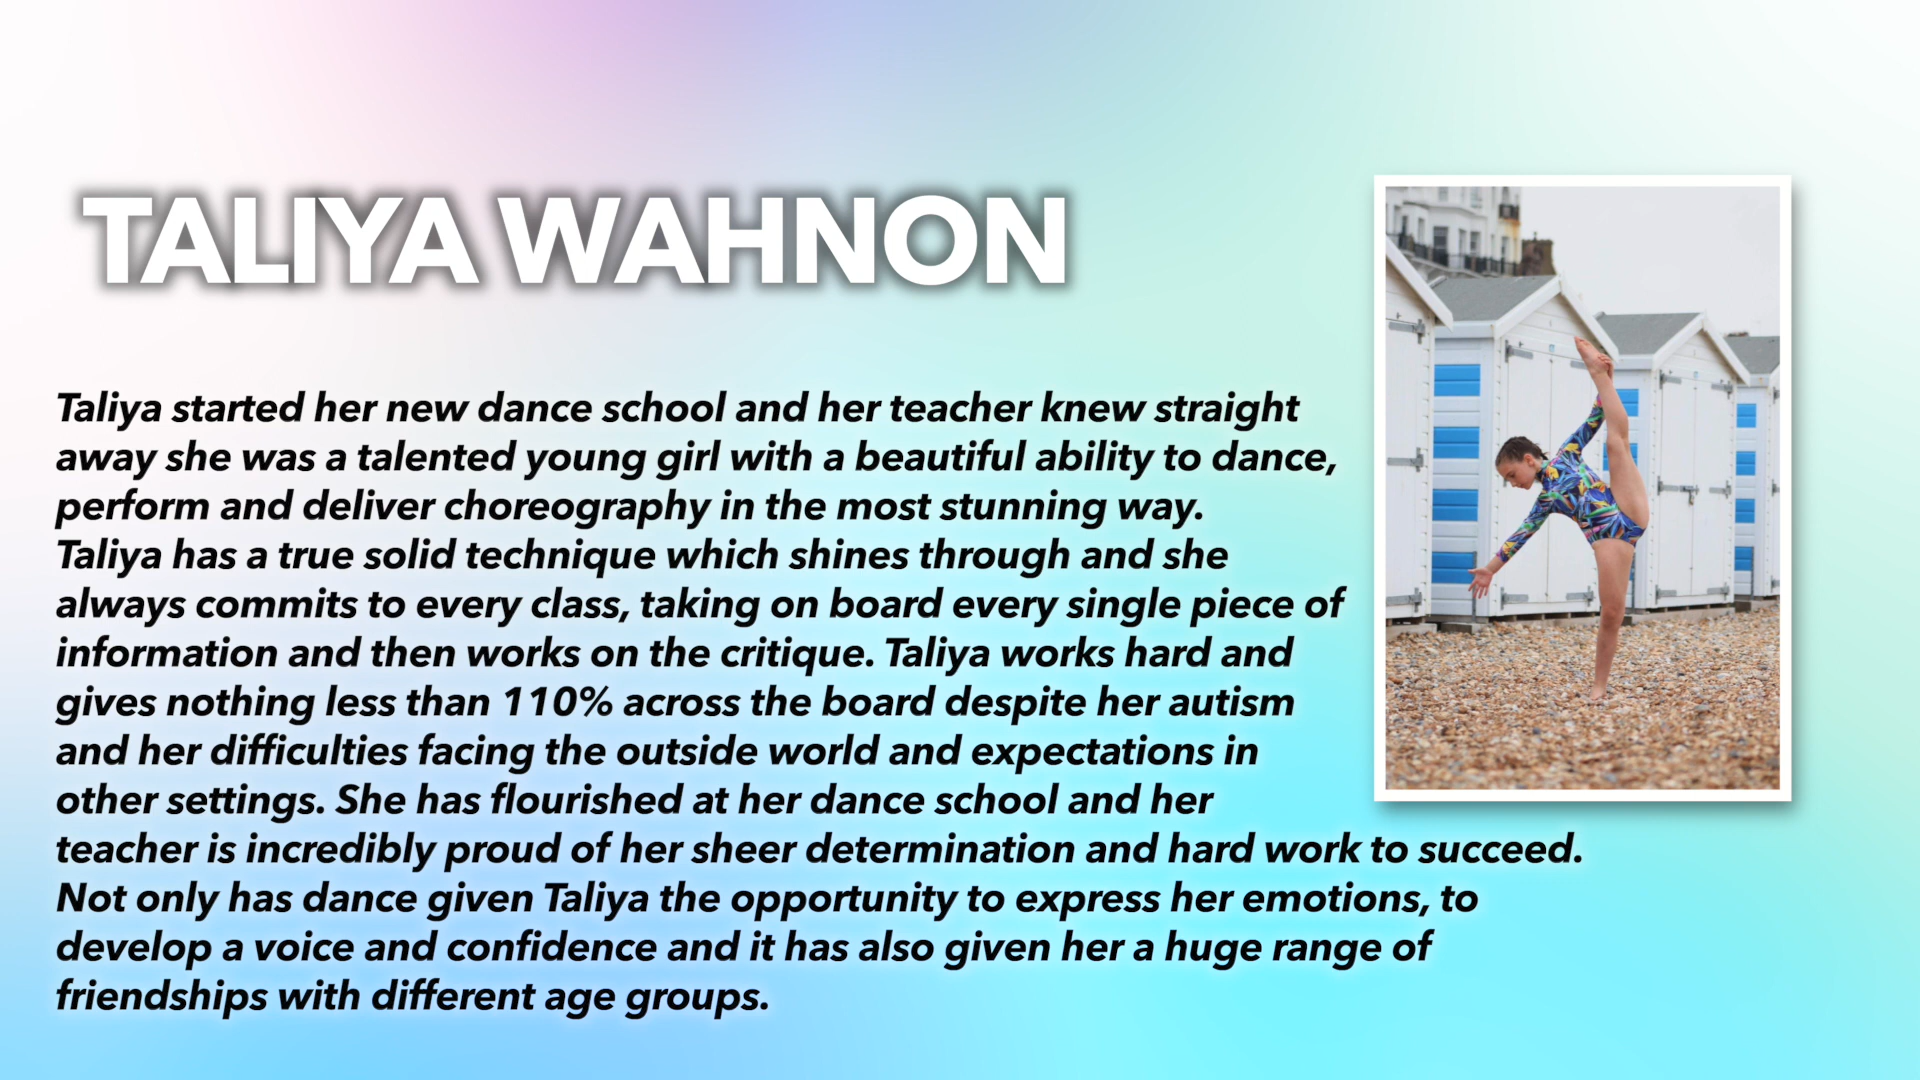 TALIYA WAHNON
Taliya started her new dance school and her teacher knew straight
away she was a talented young girl with a beautiful ability to dance,
perform and deliver choreography in the most stunning way.
Taliya has a true solid technique which shines through and she
always commits to every class, taking on board every single piece of
information and then works on the critique. Taliya works hard and
gives nothing less than 110% across the board despite her autism
and her difficulties facing the outside world and expectations in
other settings. She has flourished at her dance school and her
teacher is incredibly proud of her sheer determination and hard work to succeed.
Not only has dance given Taliya the opportunity to express her emotions, to
develop a voice and confidence and it has also given her a huge range of
friendships with different age groups.